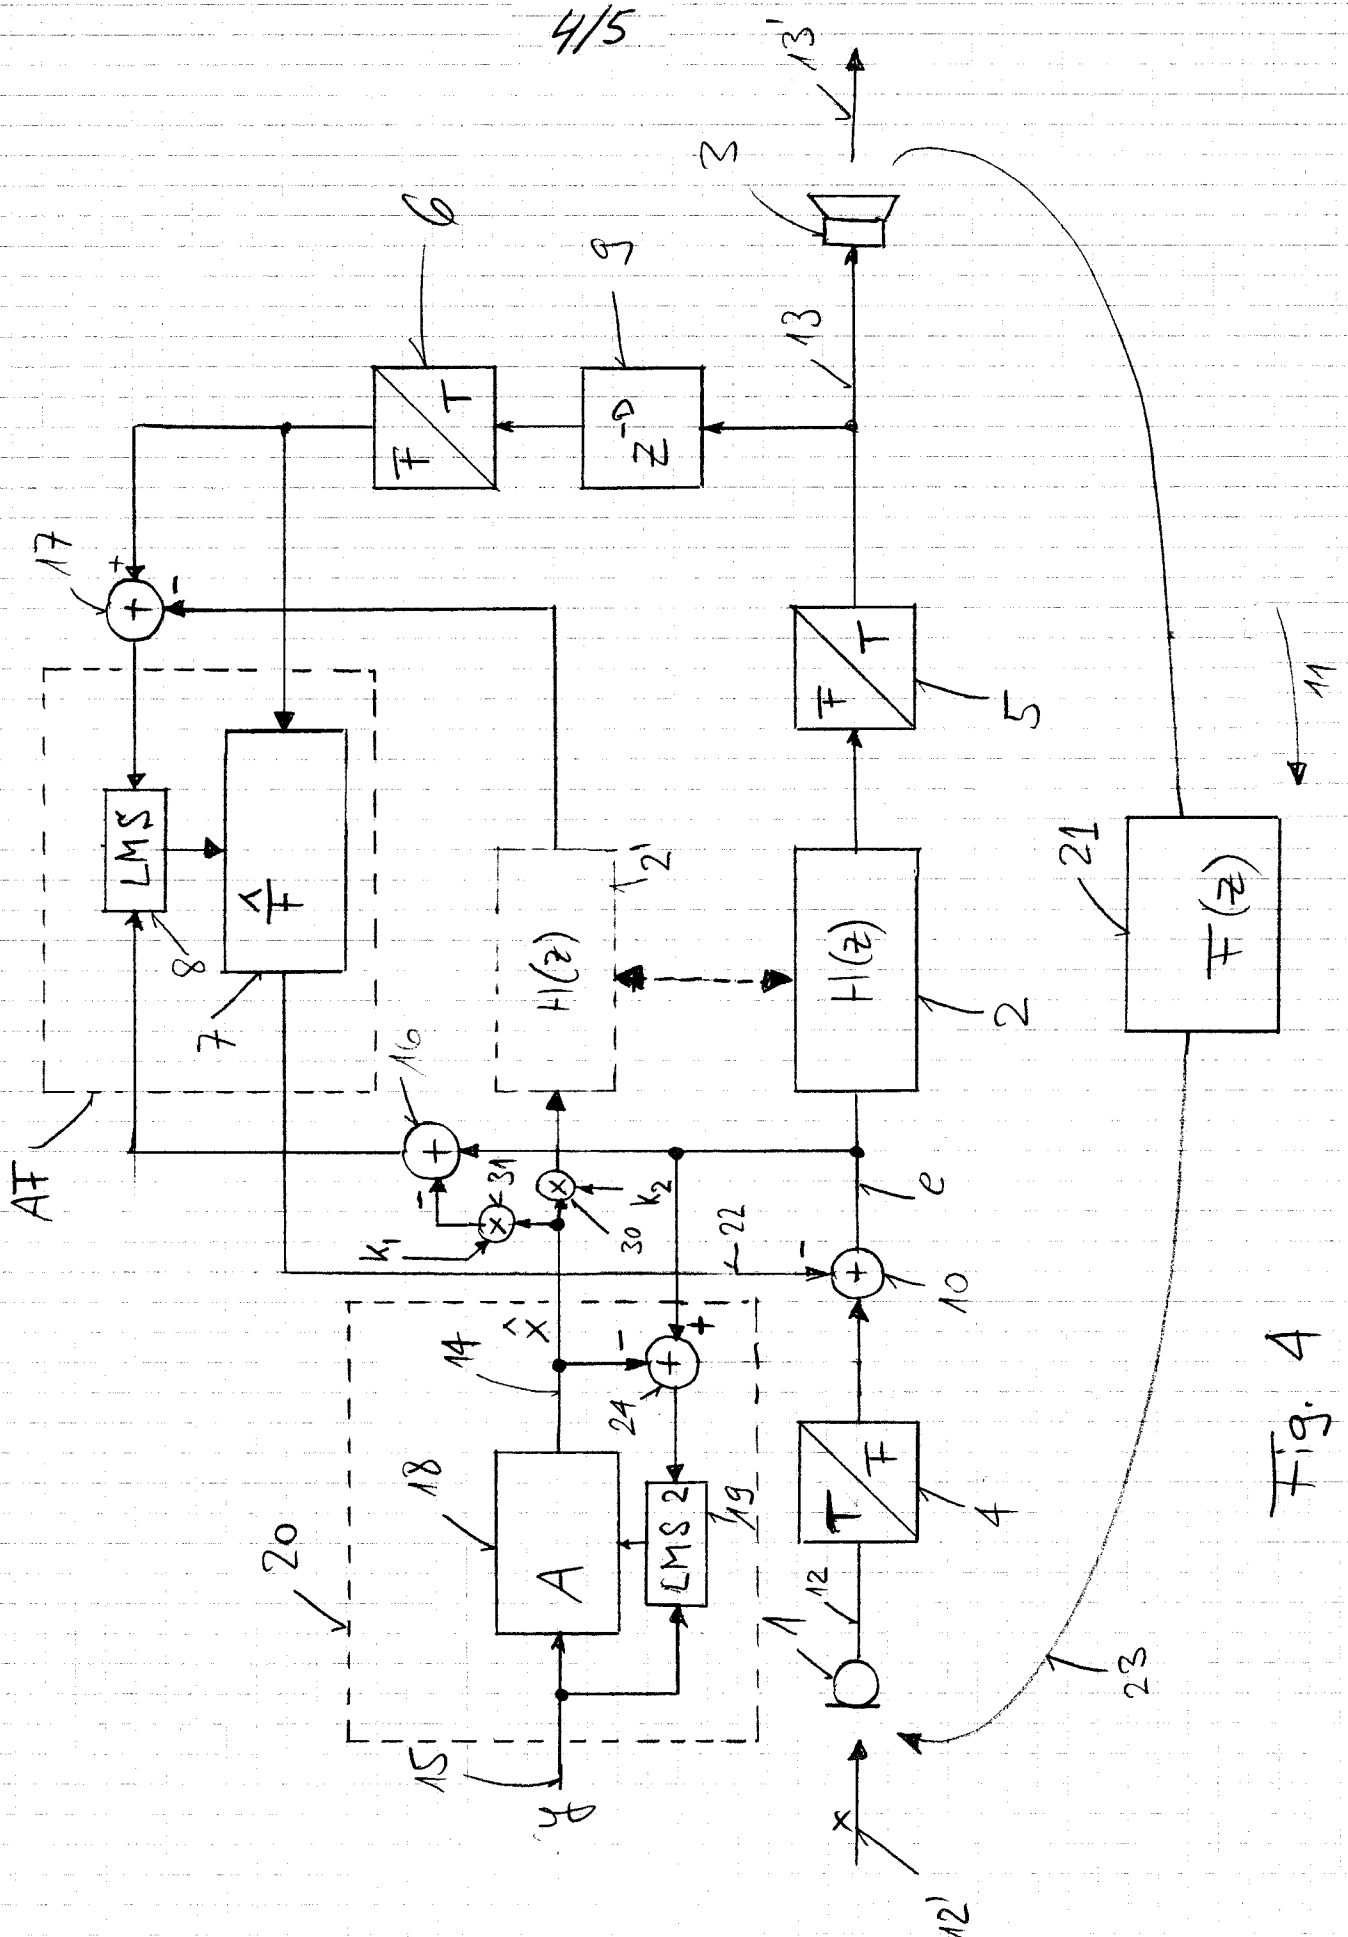 4/5
AF
17
+
-
+
LMS
8
F̂
7
6
F T
9
z⁻ᴰ
3
13'
13
H(z)
2'
H(z)
2
F T
5
21
F(z)
11
16
+
-
31
x
k₁
x
30
k₂
22
-
+
10
e
20
18
A
14
x̂
-
+
+
24
LMS 2
19
15
y
T F
4
12
1
x
12'
23
Fig. 4